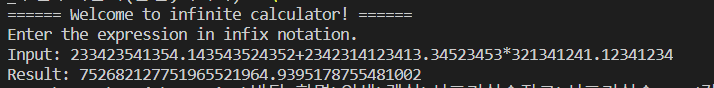 ====== Welcome to infinite calculator! ======
Enter the expression in infix notation.
Input: 233423541354.143543524352+2342314123413.34523453*321341241.12341234
Result: 752682127751965521964.9395178755481002